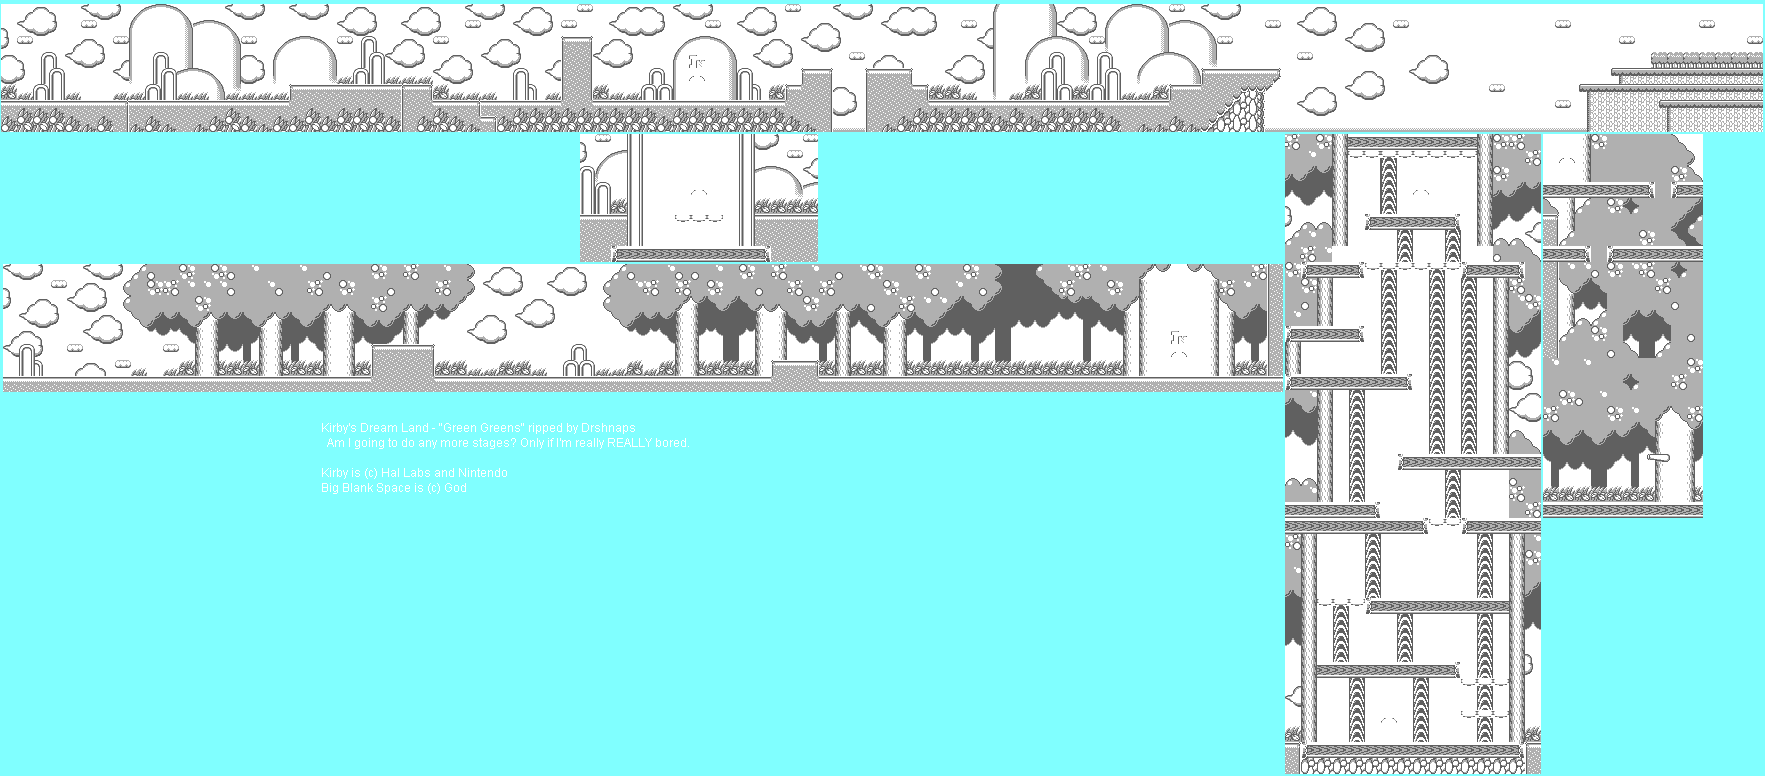 Kirby's Dream Land - "Green Greens" ripped by Drshnaps
Am I going to do any more stages? Only if I'm really REALLY bored..
Kirby is (c) Hal Labs and Nintendo
Big Blank Space is (c) God